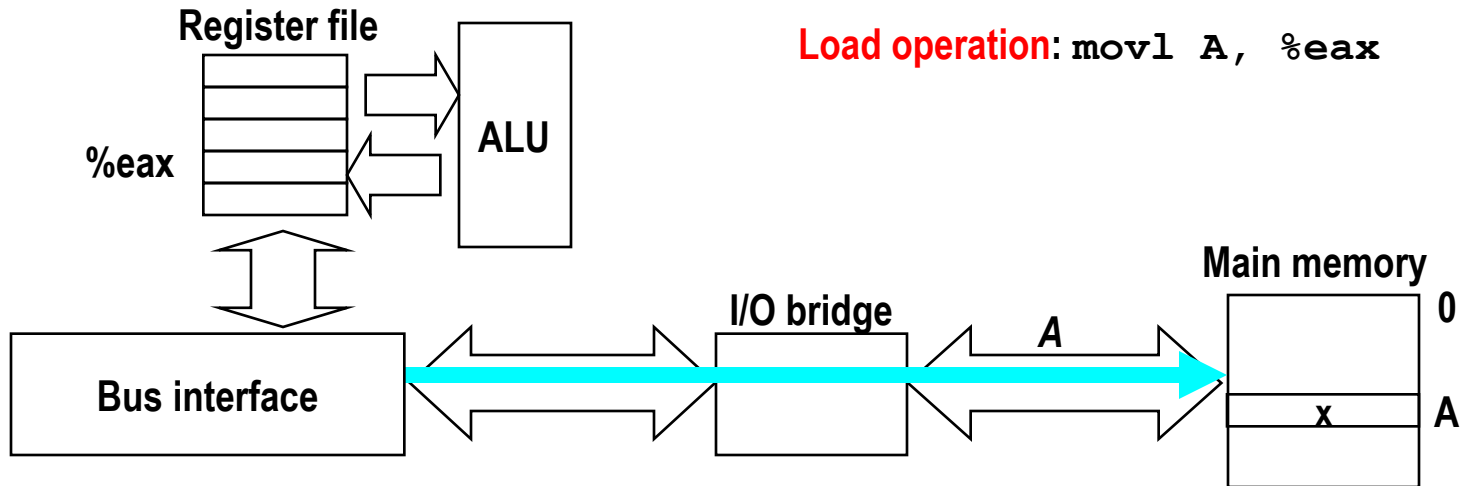 Register file
Load operation: movl A, %eax
ALU
%eax
Main memory
0
I/O bridge
A
Bus interface
x
A